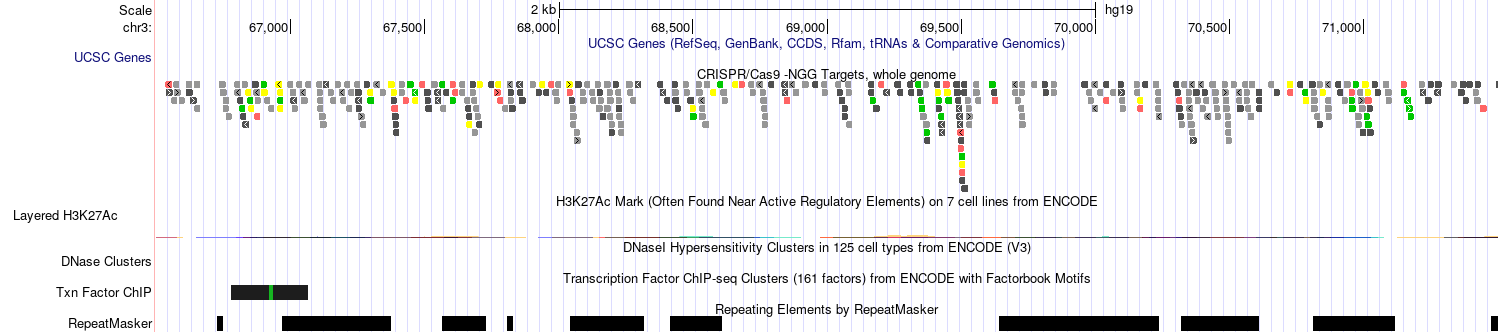 Scale 2 kb hg19
chr3: 67,000 67,500 68,000 68,500 69,000 69,500 70,000 70,500 71,000
UCSC Genes (RefSeq, GenBank, CCDS, Rfam, tRNAs & Comparative Genomics)
UCSC Genes
CRISPR/Cas9 -NGG Targets, whole genome
H3K27Ac Mark (Often Found Near Active Regulatory Elements) on 7 cell lines from ENCODE
Layered H3K27Ac
DNaseI Hypersensitivity Clusters in 125 cell types from ENCODE (V3)
DNase Clusters
Transcription Factor ChIP-seq Clusters (161 factors) from ENCODE with Factorbook Motifs
Txn Factor ChIP
Repeating Elements by RepeatMasker
RepeatMasker